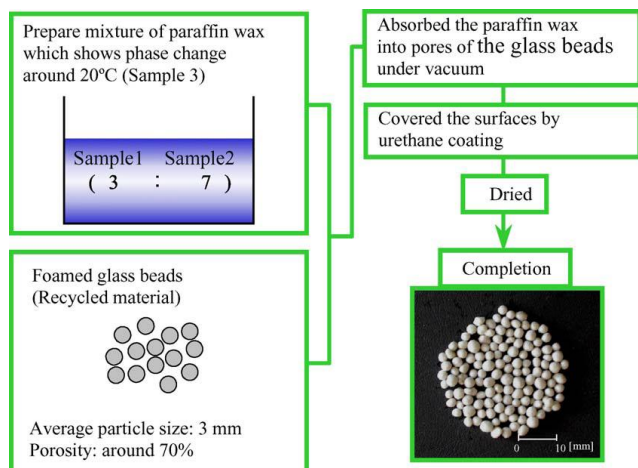 Prepare mixture of paraffin wax
which shows phase change
around 20ºC (Sample 3)
Sample1 Sample2
( 3 : 7 )
Foamed glass beads
(Recycled material)
Average particle size: 3 mm
Porosity: around 70%
Absorbed the paraffin wax
into pores of the glass beads
under vacuum
Covered the surfaces by
urethane coating
Dried
Completion
0 10 [mm]